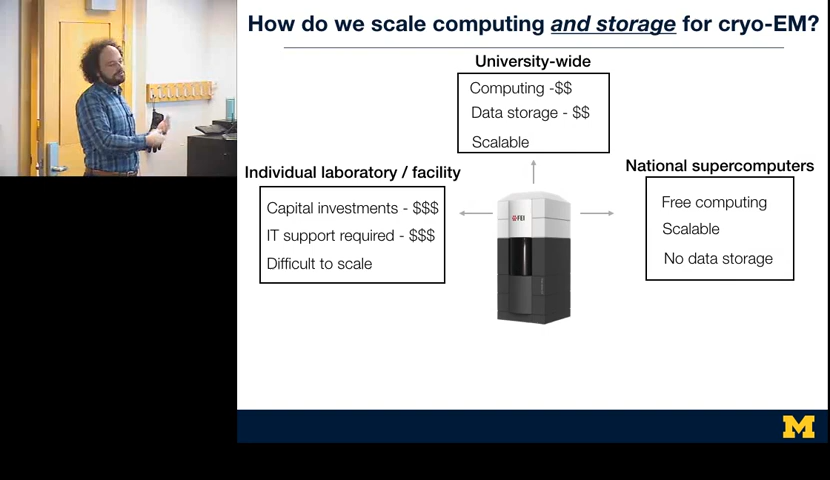 How do we scale computing and storage for cryo-EM?
University-wide
Computing -$$
Data storage - $$
Scalable
Individual laboratory / facility
Capital investments - $$$
IT support required - $$$
Difficult to scale
National supercomputers
Free computing
Scalable
No data storage
FEI
M